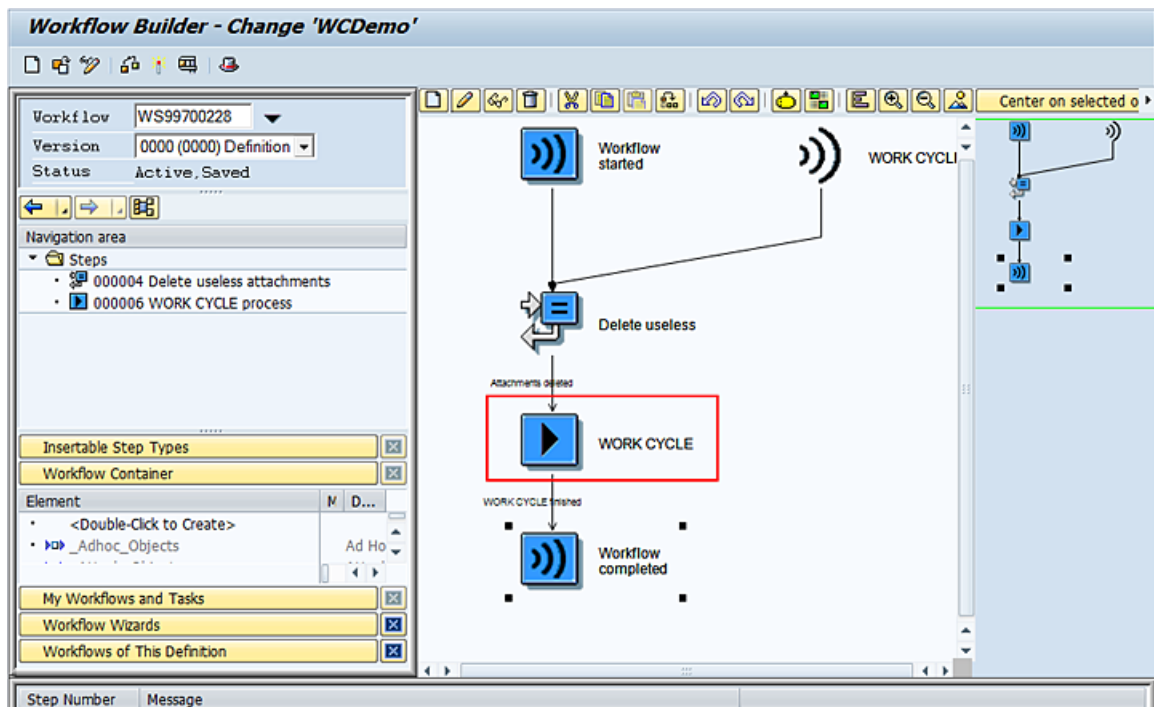 Workflow Builder - Change 'WCDemo'
Workflow WS99700228
Version 0000 (0000) Definition
Status Active,Saved
Navigation area
Steps
000004 Delete useless attachments
000006 WORK CYCLE process
Insertable Step Types
Workflow Container
Element N D...
<Double-Click to Create>
_Adhoc_Objects Ad Ho
My Workflows and Tasks
Workflow Wizards
Workflows of This Definition
Center on selected o
Workflow
started
WORK CYCL
Delete useless
Attachments deleted
WORK CYCLE
WORK CYCLE finished
Workflow
completed
Step Number Message